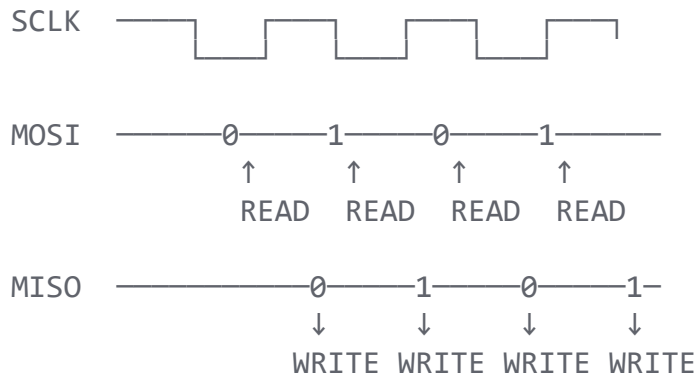 SCLK
MOSI 0 1 0 1
READ READ READ READ
MISO 0 1 0 1
WRITE WRITE WRITE WRITE